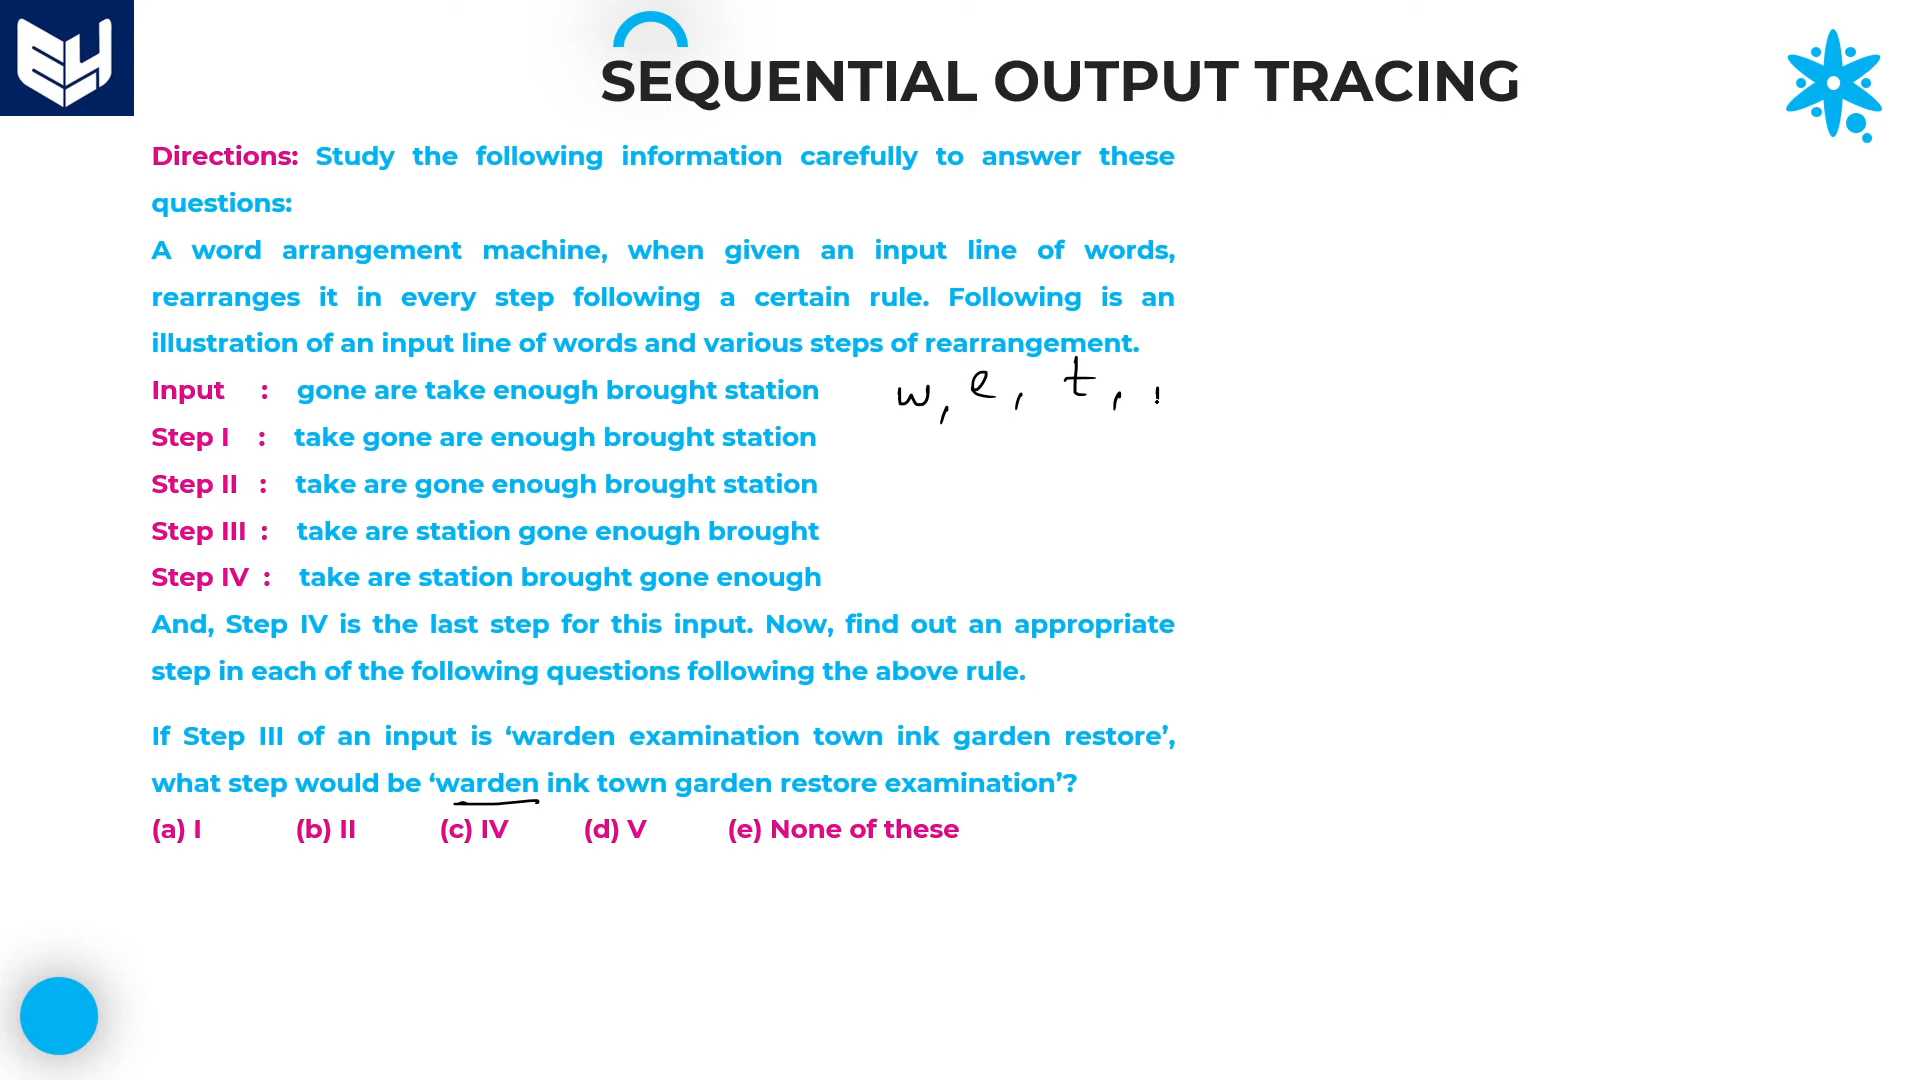 SEQUENTIAL OUTPUT TRACING
Directions: Study the following information carefully to answer these
questions:
A word arrangement machine, when given an input line of words,
rearranges it in every step following a certain rule. Following is an
illustration of an input line of words and various steps of rearrangement.
Input : gone are take enough brought station
w, e, t,
Step I : take gone are enough brought station
Step II : take are gone enough brought station
Step III : take are station gone enough brought
Step IV : take are station brought gone enough
And, Step IV is the last step for this input. Now, find out an appropriate
step in each of the following questions following the above rule.
If Step III of an input is ‘warden examination town ink garden restore’,
what step would be ‘warden ink town garden restore examination’?
(a) I (b) II (c) IV (d) V (e) None of these